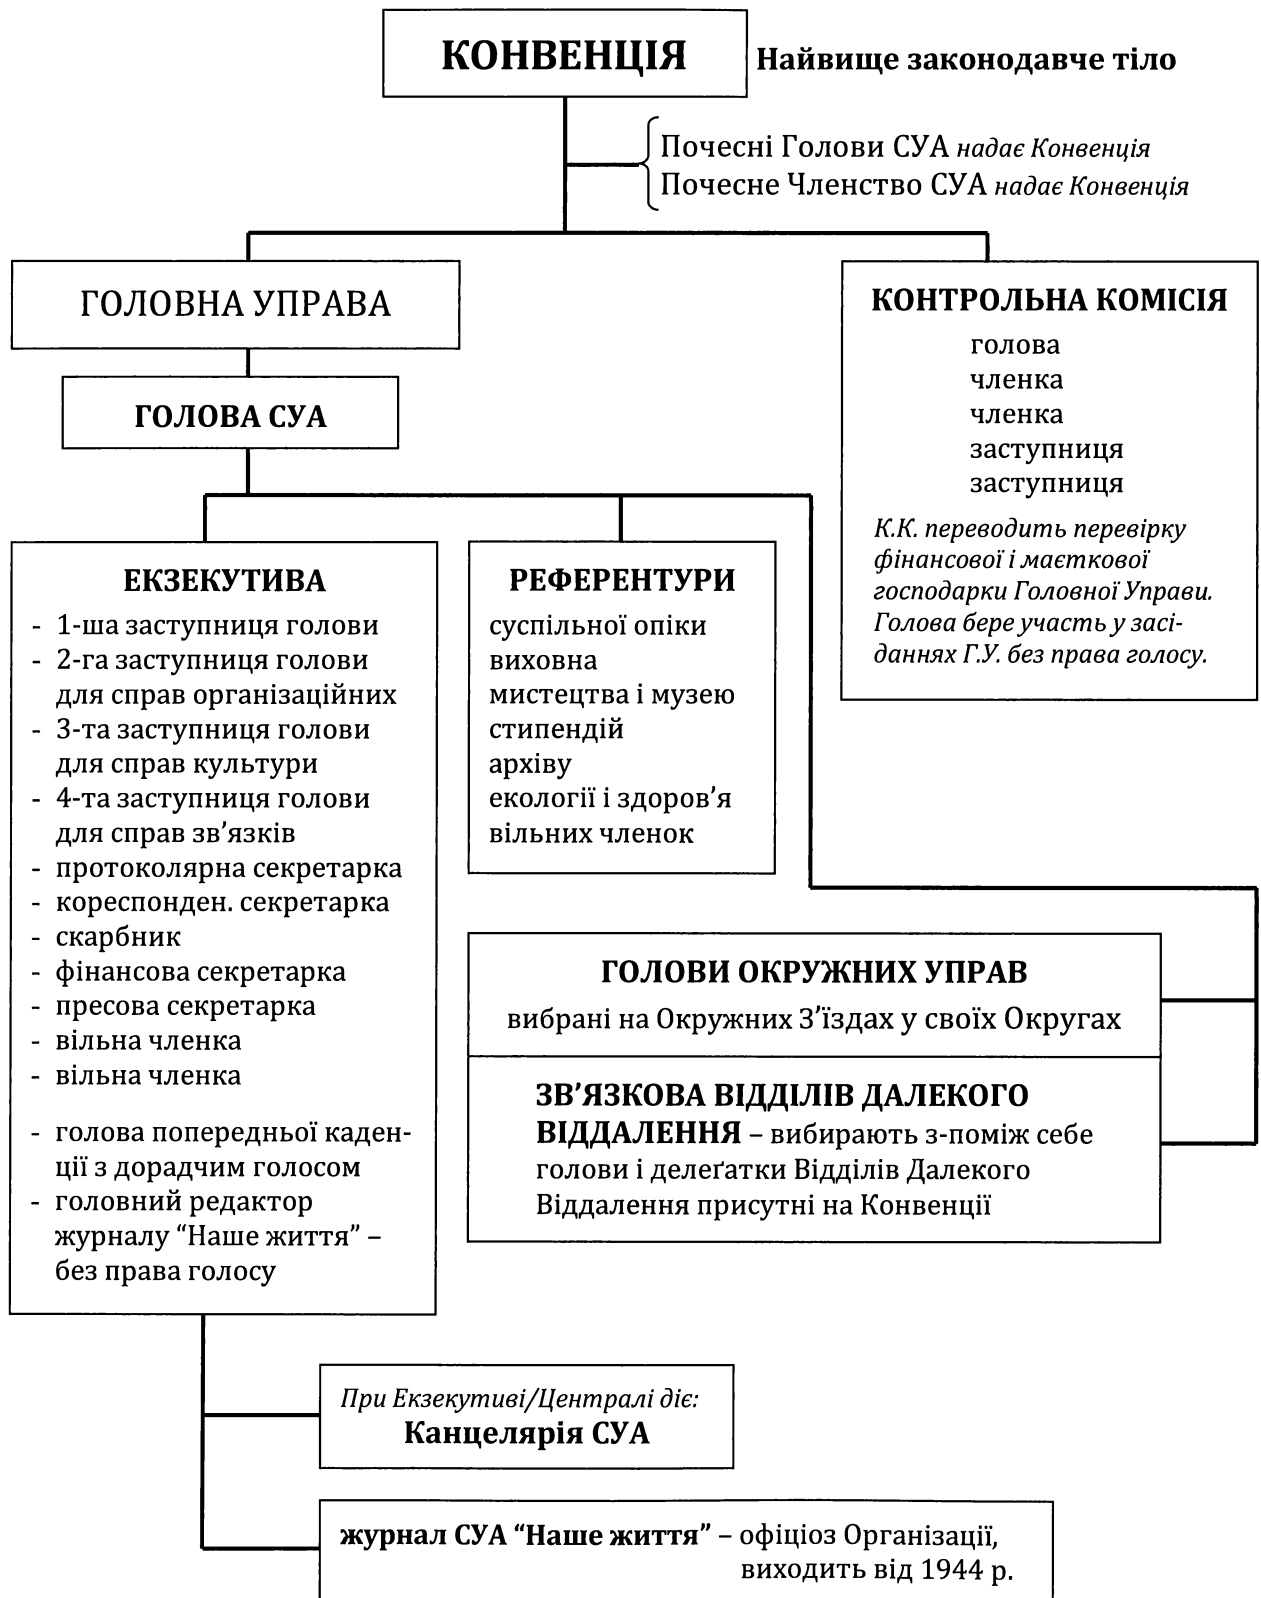 КОНВЕНЦІЯ
Найвище законодавче тіло
Почесні Голови СУА надає Конвенція
Почесне Членство СУА надає Конвенція
ГОЛОВНА УПРАВА
ГОЛОВА СУА
КОНТРОЛЬНА КОМІСІЯ
голова
членка
членка
заступниця
заступниця
К.К. переводить перевірку
фінансової і маєткової
господарки Головної Управи.
Голова бере участь у засі-
даннях Г.У. без права голосу.
ЕКЗЕКУТИВА
- 1-ша заступниця голови
- 2-га заступниця голови
для справ організаційних
- 3-та заступниця голови
для справ культури
- 4-та заступниця голови
для справ зв’язків
- протоколярна секретарка
- кореспонден. секретарка
- скарбник
- фінансова секретарка
- пресова секретарка
- вільна членка
- вільна членка
- голова попередньої каден-
ції з дорадчим голосом
- головний редактор
журналу “Наше життя” –
без права голосу
РЕФЕРЕНТУРИ
суспільної опіки
виховна
мистецтва і музею
стипендій
архіву
екології і здоров’я
вільних членок
ГОЛОВИ ОКРУЖНИХ УПРАВ
вибрані на Окружних З’їздах у своїх Округах
ЗВ’ЯЗКОВА ВІДДІЛІВ ДАЛЕКОГО
ВІДДАЛЕННЯ – вибирають з-поміж себе
голови і делеґатки Відділів Далекого
Віддалення присутні на Конвенції
При Екзекутиві/Централі діє:
Канцелярія СУА
журнал СУА “Наше життя” – офіціоз Організації,
виходить від 1944 р.